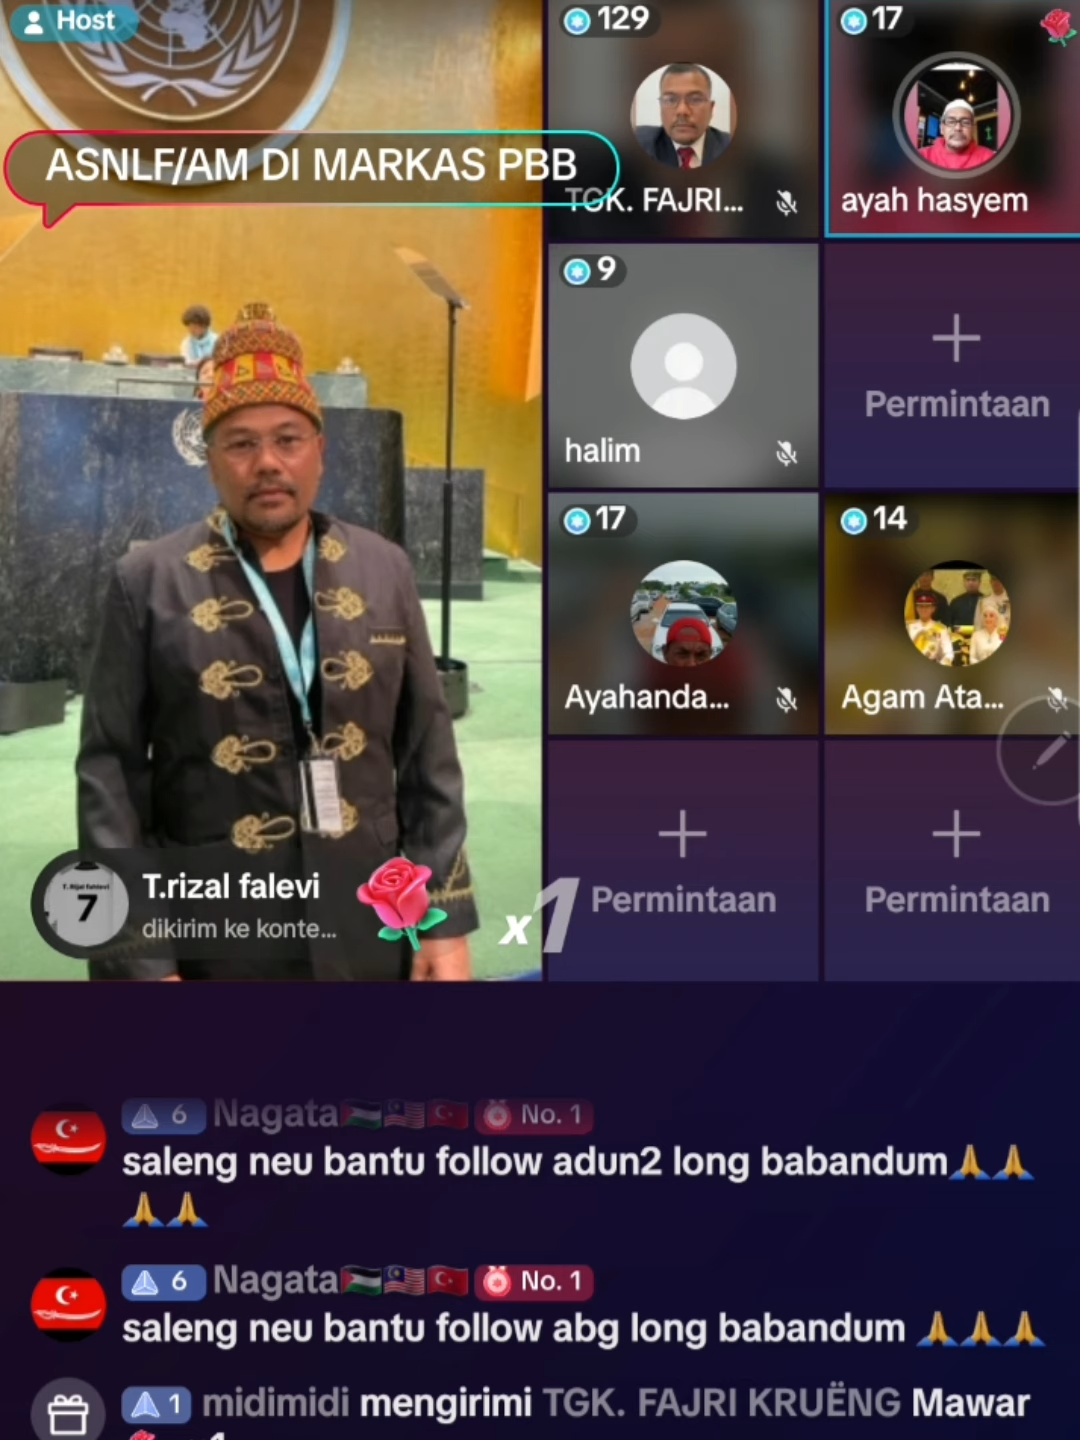 Host
129
17
ASNLF/AM DI MARKAS PBB
TGK. FAJRI...
ayah hasyem
9
halim
Permintaan
17
14
Ayahanda...
Agam Ata...
T.rizal falevi
dikirim ke konte...
7
x1
Permintaan
Permintaan
6 Nagata🇵🇸🇲🇾🇹🇷 No. 1
saleng neu bantu follow adun2 long babandum🙏🙏
🙏🙏
6 Nagata🇵🇸🇲🇾🇹🇷 No. 1
saleng neu bantu follow abg long babandum 🙏🙏🙏
1 midimidi mengirimi TGK. FAJRI KRUËNG Mawar